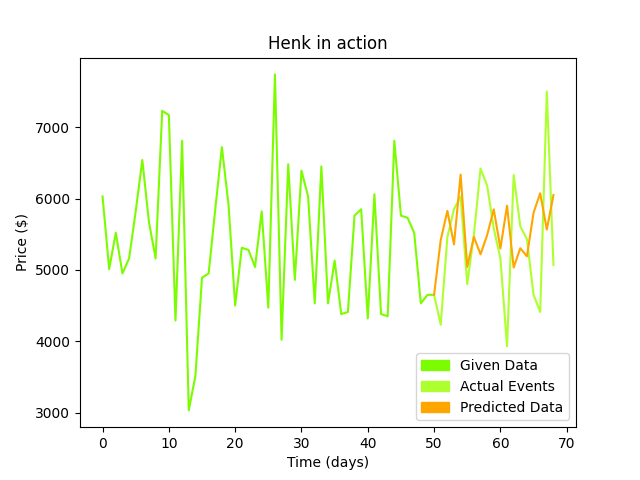 Henk in action
Price ($)
7000
6000
5000
4000
3000
Given Data
Actual Events
Predicted Data
0 10 20 30 40 50 60 70
Time (days)